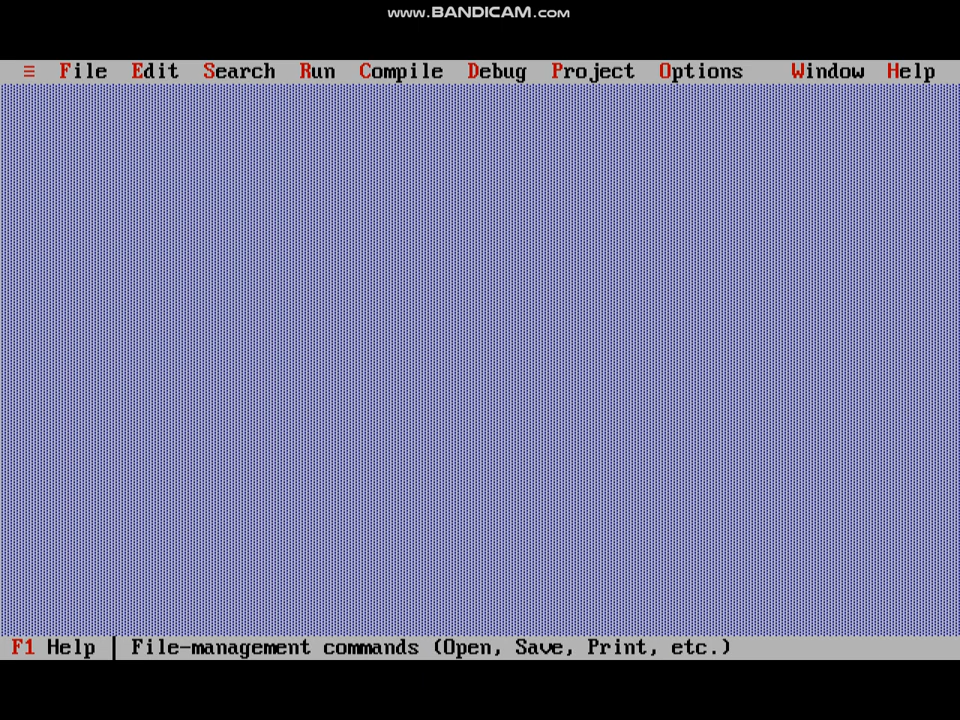 www.BANDICAM.com
≡ File Edit Search Run Compile Debug Project Options Window Help
F1 Help | File-management commands (Open, Save, Print, etc.)